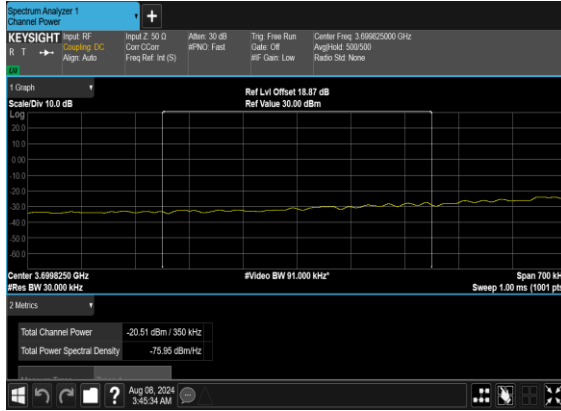 Spectrum Analyzer 1
Channel Power
+
KEYSIGHT Input: RF Input Z: 50 Ω Atten: 30 dB Trig: Free Run Center Freq: 3.699825000 GHz
R T Coupling: DC Corr CCorr #PNO: Fast Gate: Off Avg|Hold: 500/500
Align: Auto Freq Ref: Int (S) #IF Gain: Low Radio Std: None
1 Graph
Ref Lvl Offset 18.87 dB
Scale/Div 10.0 dB Ref Value 30.00 dBm
Log
20.0
10.0
0.00
-10.0
-20.0
-30.0
-40.0
-50.0
-60.0
Center 3.6998250 GHz #Video BW 91.000 kHz* Span 700 kH
#Res BW 30.000 kHz Sweep 1.00 ms (1001 pts
2 Metrics
Total Channel Power -20.51 dBm / 350 kHz
Total Power Spectral Density -75.95 dBm/Hz
? Aug 08, 2024
3:45:34 AM